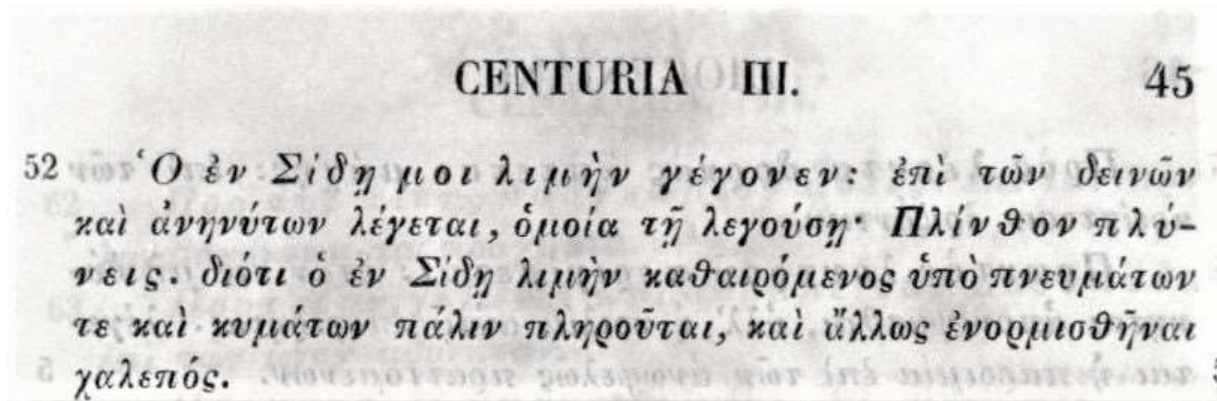 CENTURIA III. 45
52 Ὁ ἐν Σίδῃ μοι λιμὴν γέγονεν: ἐπὶ τῶν δεινῶν
καὶ ἀνηνύτων λέγεται, ὁμοία τῇ λεγούσῃ· Πλίνθον πλύ-
νεις. διότι ὁ ἐν Σίδῃ λιμὴν καθαιρόμενος ὑπὸ πνευμάτων
τε καὶ κυμάτων πάλιν πληροῦται, καὶ ἄλλως ἐνορμισθῆναι
χαλεπός.